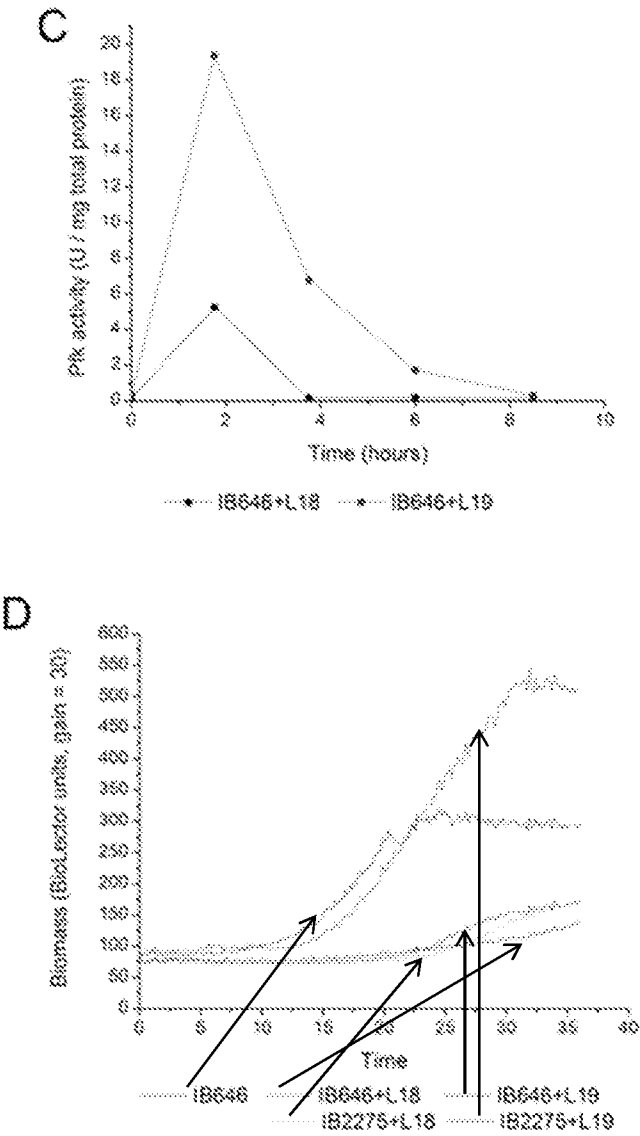 C
Pfk activity (U / mg total protein)
20
18
16
14
12
10
8
6
4
2
0
0 2 4 6 8 10
Time (hours)
IB646+L18 IB646+L19
D
Biomass (BioLector units, gain = 30)
600
550
500
450
400
350
300
250
200
150
100
50
0
0 5 10 15 20 25 30 35 40
Time
IB646 IB646+L18 IB646+L19
IB2275+L18 IB2275+L19